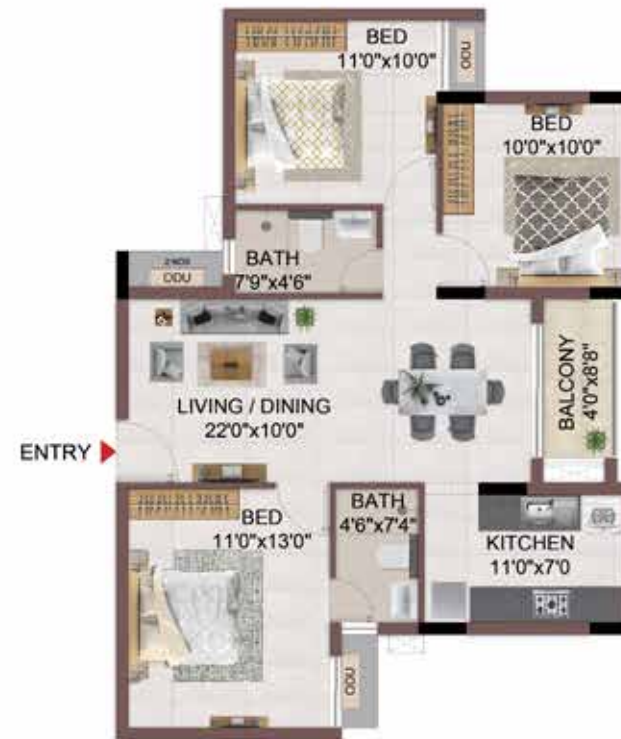 BED
11'0"x10'0"
ODU
BED
10'0"x10'0"
BATH
7'9"x4'6"
2 NOS
ODU
LIVING / DINING
22'0"x10'0"
BALCONY
4'0"x8'8"
ENTRY
BED
11'0"x13'0"
BATH
4'6"x7'4"
KITCHEN
11'0"x7'0
ODU